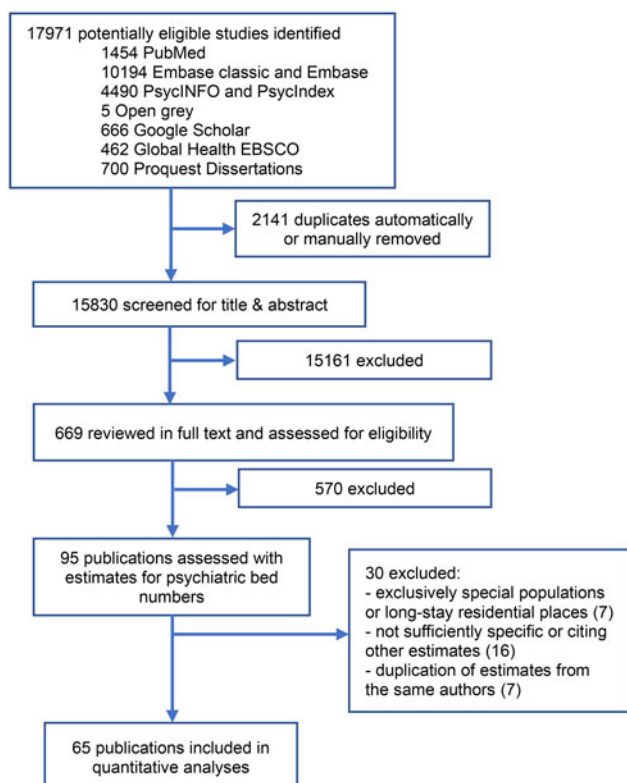 17971 potentially eligible studies identified
1454 PubMed
10194 Embase classic and Embase
4490 PsycINFO and PsycIndex
5 Open grey
666 Google Scholar
462 Global Health EBSCO
700 Proquest Dissertations
2141 duplicates automatically
or manually removed
15830 screened for title & abstract
15161 excluded
669 reviewed in full text and assessed for eligibility
570 excluded
95 publications assessed with
estimates for psychiatric bed
numbers
30 excluded:
- exclusively special populations
or long-stay residential places (7)
- not sufficiently specific or citing
other estimates (16)
- duplication of estimates from
the same authors (7)
65 publications included in
quantitative analyses